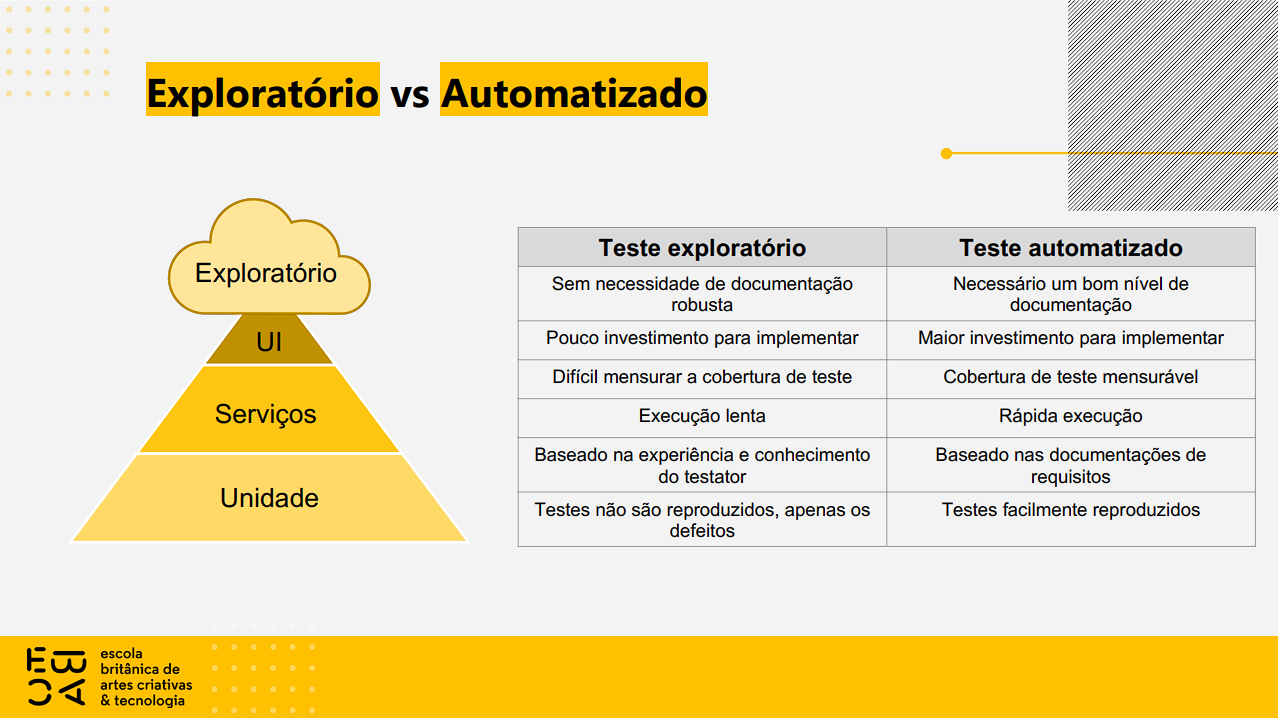 Exploratório vs Automatizado
Exploratório
UI
Serviços
Unidade
Teste exploratório
Teste automatizado
Sem necessidade de documentação
robusta
Necessário um bom nível de
documentação
Pouco investimento para implementar
Maior investimento para implementar
Difícil mensurar a cobertura de teste
Cobertura de teste mensurável
Execução lenta
Rápida execução
Baseado na experiência e conhecimento
do testator
Baseado nas documentações de
requisitos
Testes não são reproduzidos, apenas os
defeitos
Testes facilmente reproduzidos
EBAC
escola
britânica de
artes criativas
& tecnologia